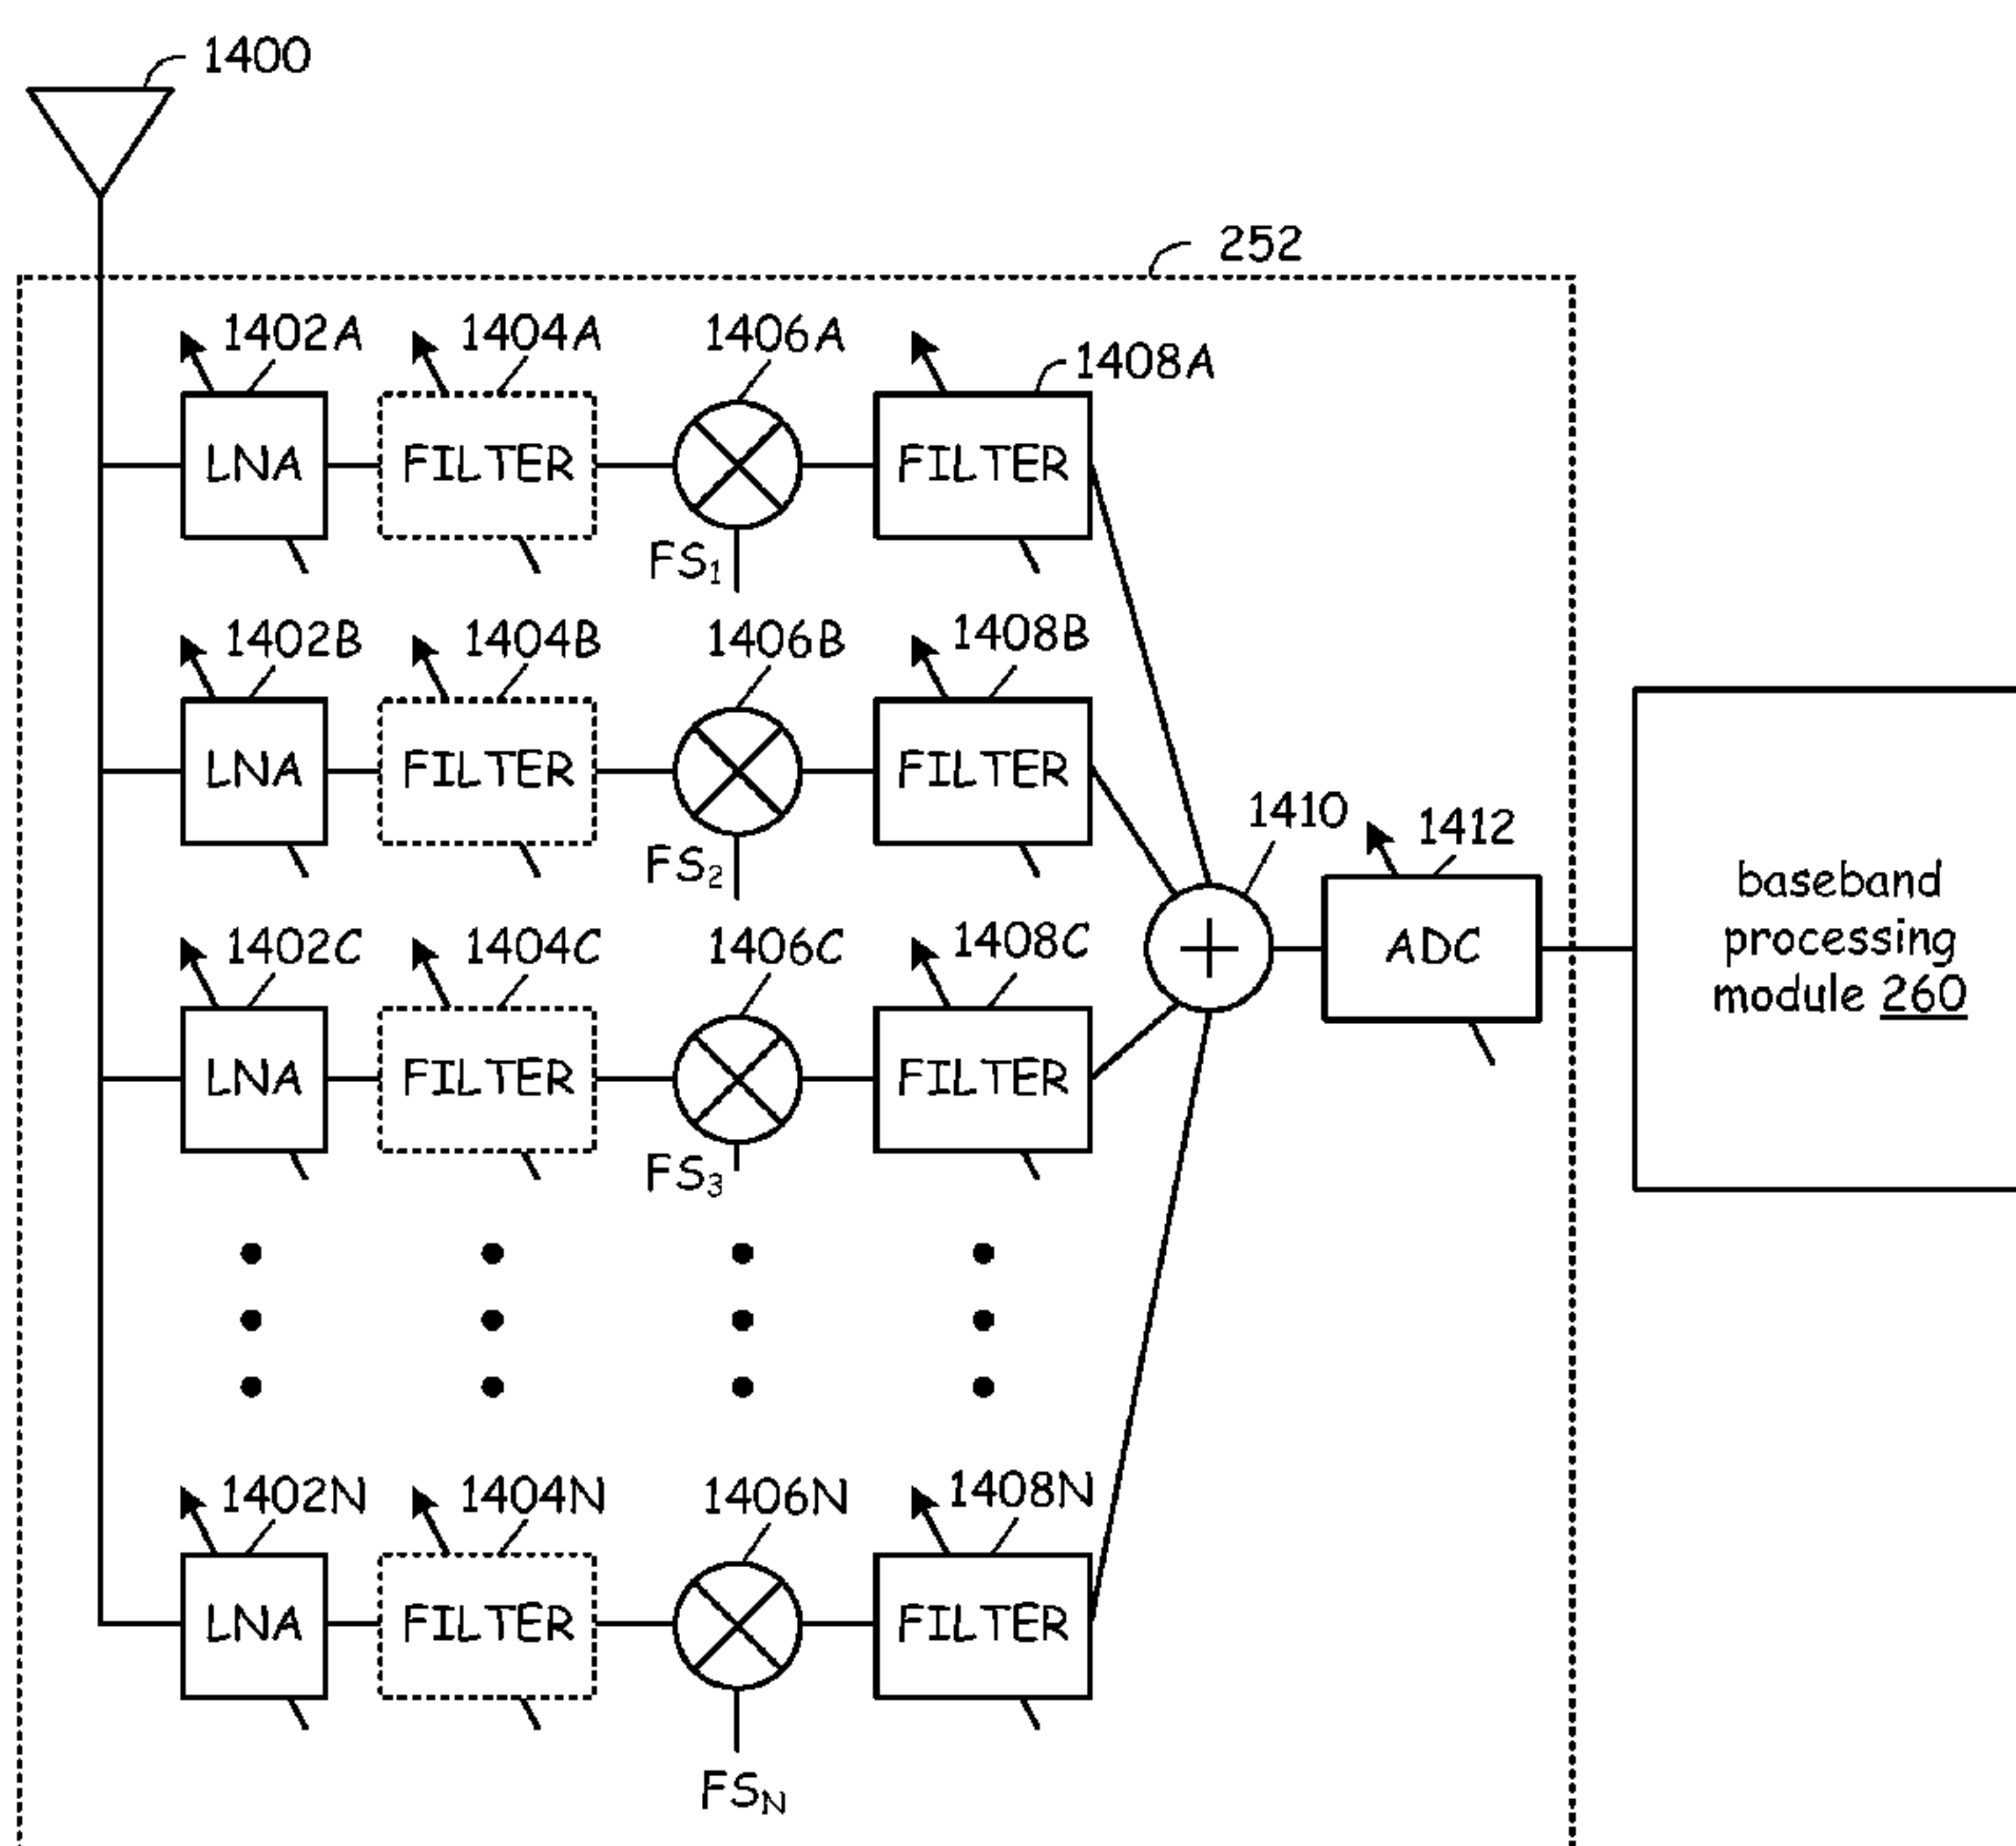 1400
252
1402A 1404A 1406A 1408A
LNA FILTER FILTER
FS1
1402B 1404B 1406B 1408B
LNA FILTER FILTER
FS2
1410 1412
1402C 1404C 1406C 1408C
ADC
baseband
processing
module 260
LNA FILTER FILTER
FS3
1402N 1404N 1406N 1408N
LNA FILTER FILTER
FSN